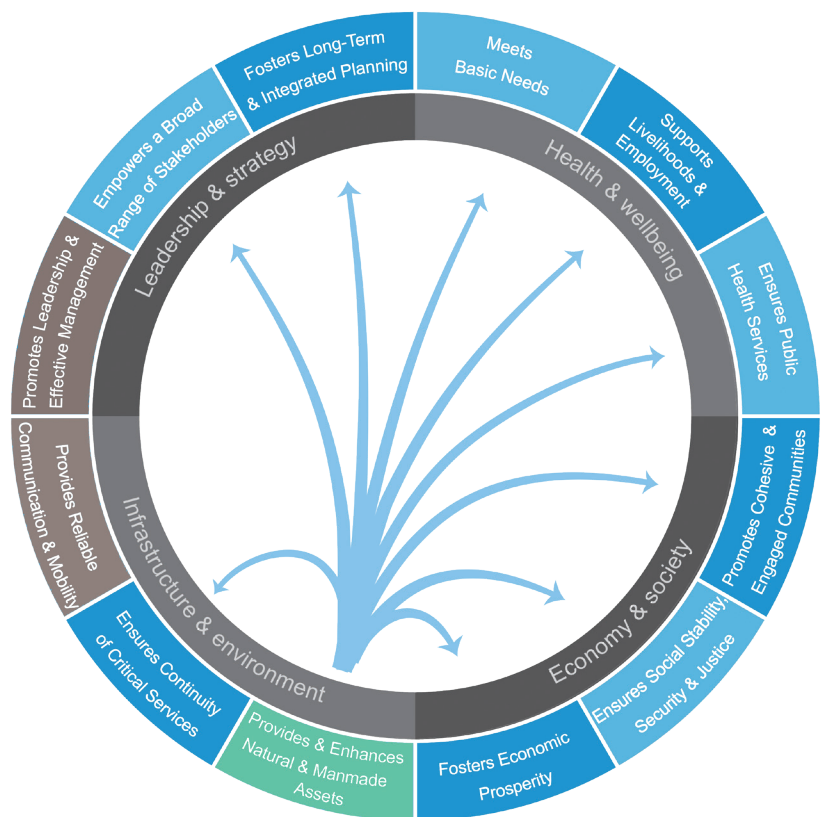 Fosters Long-Term
& Integrated Planning
Meets
Basic Needs
Supports
Livelihoods &
Employment
Ensures Public
Health Services
Promotes Cohesive &
Engaged Communities
Ensures Social Stability,
Security & Justice
Fosters Economic
Prosperity
Provides & Enhances
Natural & Manmade
Assets
Ensures Continuity
of Critical Services
Provides Reliable
Communication & Mobility
Promotes Leadership &
Effective Management
Empowers a Broad
Range of Stakeholders
Leadership & strategy
Health & wellbeing
Economy & society
Infrastructure & environment